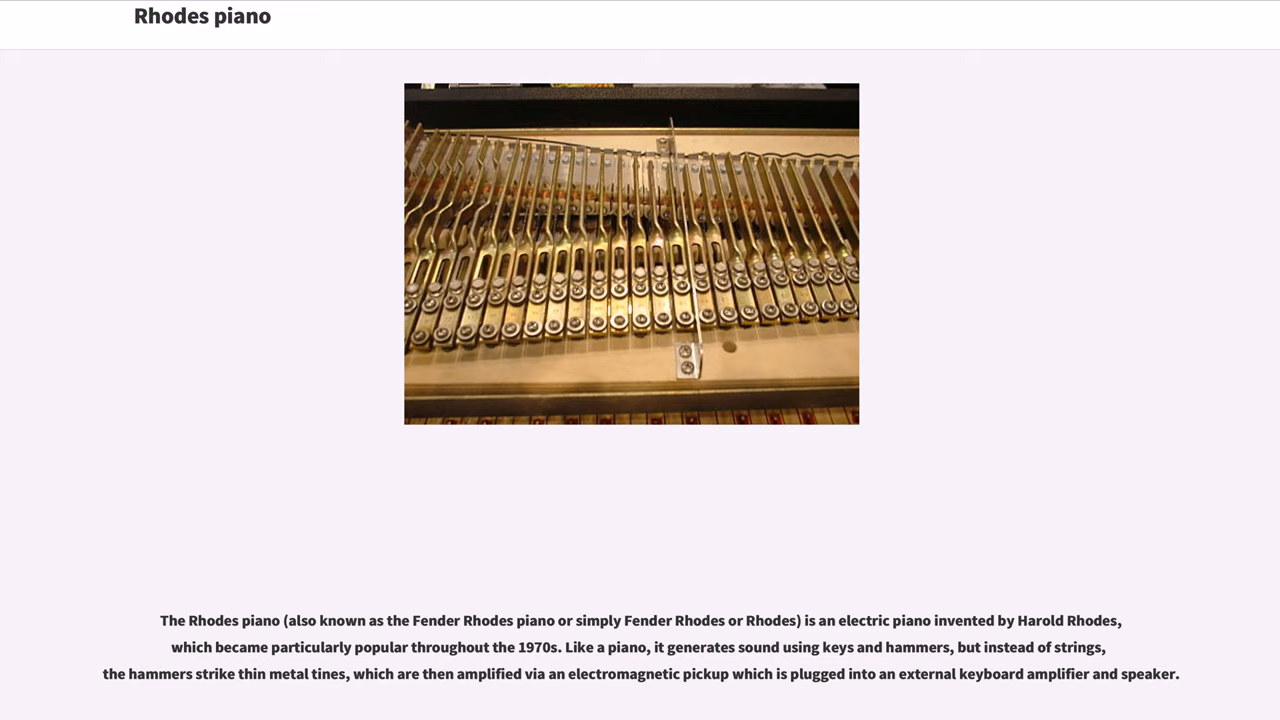 Rhodes piano
The Rhodes piano (also known as the Fender Rhodes piano or simply Fender Rhodes or Rhodes) is an electric piano invented by Harold Rhodes,
which became particularly popular throughout the 1970s. Like a piano, it generates sound using keys and hammers, but instead of strings,
the hammers strike thin metal tines, which are then amplified via an electromagnetic pickup which is plugged into an external keyboard amplifier and speaker.